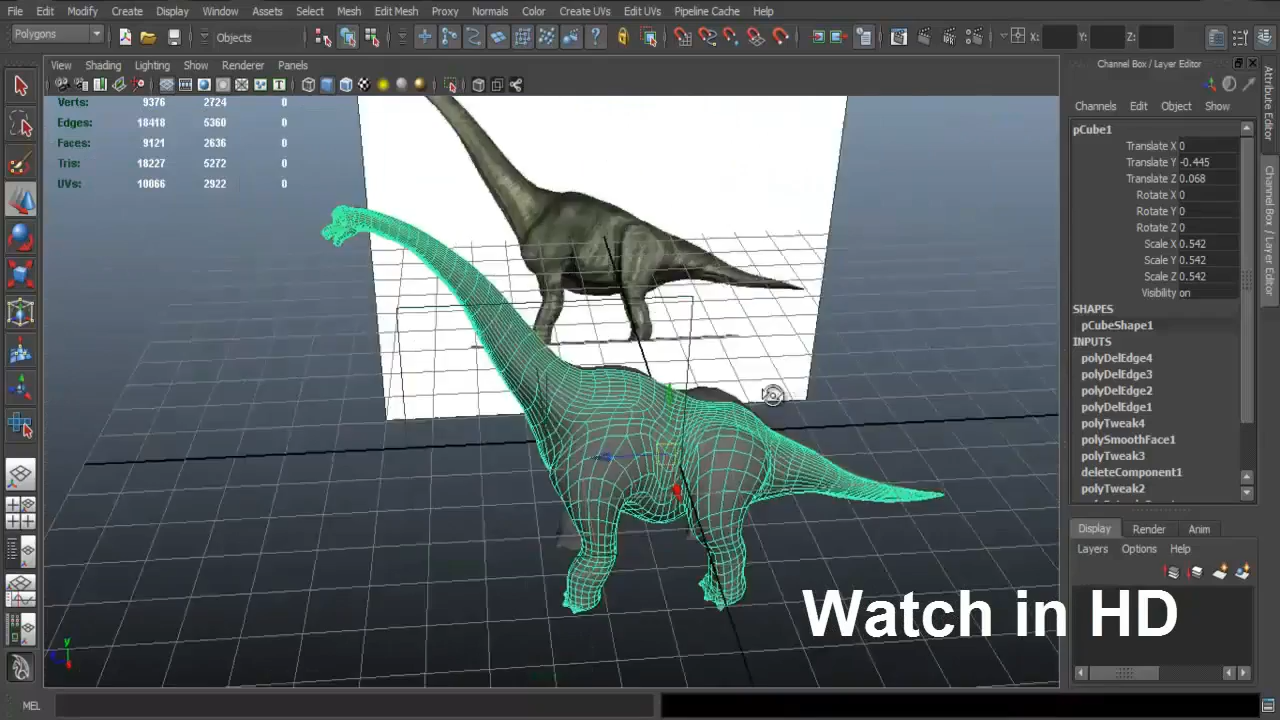 File Edit Modify Create Display Window Assets Select Mesh Edit Mesh Proxy Normals Color Create UVs Edit UVs Pipeline Cache Help
Polygons Objects X: Y: Z:
View Shading Lighting Show Renderer Panels
Verts: 9376 2724 0
Edges: 18418 5360 0
Faces: 9121 2636 0
Tris: 18227 5272 0
UVs: 10066 2922 0
Channel Box / Layer Editor
Channels Edit Object Show
pCube1
Translate X 0
Translate Y -0.445
Translate Z 0.068
Rotate X 0
Rotate Y 0
Rotate Z 0
Scale X 0.542
Scale Y 0.542
Scale Z 0.542
Visibility on
SHAPES
pCubeShape1
INPUTS
polyDelEdge4
polyDelEdge3
polyDelEdge2
polyDelEdge1
polyTweak4
polySmoothFace1
polyTweak3
deleteComponent1
polyTweak2
Display Render Anim
Layers Options Help
Attribute Editor
Channel Box / Layer Editor
Watch in HD
y
MEL